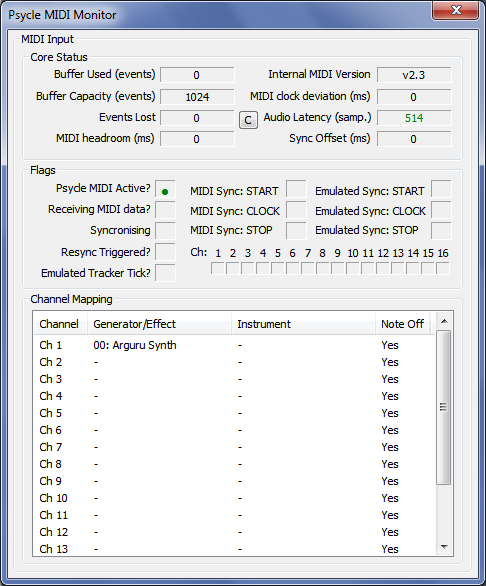 Psycle MIDI Monitor
MIDI Input
Core Status
Buffer Used (events) 0 Internal MIDI Version v2.3
Buffer Capacity (events) 1024 MIDI clock deviation (ms) 0
Events Lost 0 C Audio Latency (samp.) 514
MIDI headroom (ms) 0 Sync Offset (ms) 0
Flags
Psycle MIDI Active? MIDI Sync: START Emulated Sync: START
Receiving MIDI data? MIDI Sync: CLOCK Emulated Sync: CLOCK
Syncronising MIDI Sync: STOP Emulated Sync: STOP
Resync Triggered? Ch: 1 2 3 4 5 6 7 8 9 10 11 12 13 14 15 16
Emulated Tracker Tick?
Channel Mapping
Channel Generator/Effect Instrument Note Off
Ch 1 00: Arguru Synth - Yes
Ch 2 - - Yes
Ch 3 - - Yes
Ch 4 - - Yes
Ch 5 - - Yes
Ch 6 - - Yes
Ch 7 - - Yes
Ch 8 - - Yes
Ch 9 - - Yes
Ch 10 - - Yes
Ch 11 - - Yes
Ch 12 - - Yes
Ch 13 - - Yes